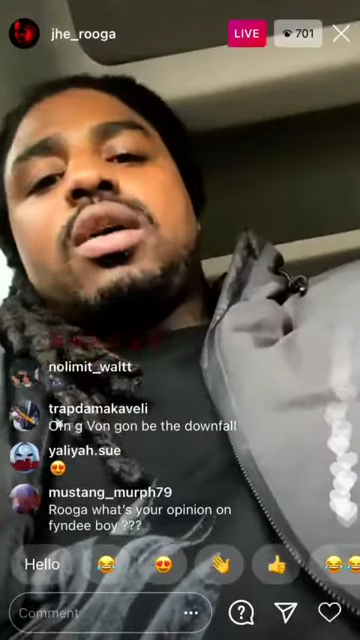 jhe_rooga
LIVE
701
nolimit_waltt
trapdamakaveli
Omn g Von gon be the downfall
yaliyah.sue
mustang_murph79
Rooga what's your opinion on
fyndee boy ???
Hello
Comment